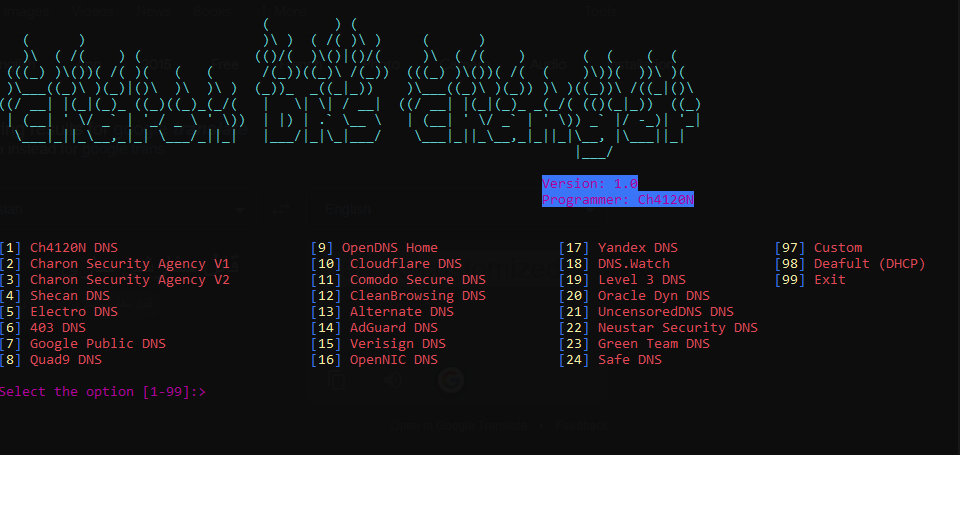 Charon DNS Changer
Version: 1.0
Programmer: Ch4120N
[1] Ch4120N DNS [9] OpenDNS Home [17] Yandex DNS [97] Custom
[2] Charon Security Agency V1 [10] Cloudflare DNS [18] DNS.Watch [98] Deafult (DHCP)
[3] Charon Security Agency V2 [11] Comodo Secure DNS [19] Level 3 DNS [99] Exit
[4] Shecan DNS [12] CleanBrowsing DNS [20] Oracle Dyn DNS
[5] Electro DNS [13] Alternate DNS [21] UncensoredDNS DNS
[6] 403 DNS [14] AdGuard DNS [22] Neustar Security DNS
[7] Google Public DNS [15] Verisign DNS [23] Green Team DNS
[8] Quad9 DNS [16] OpenNIC DNS [24] Safe DNS
Select the option [1-99]:>